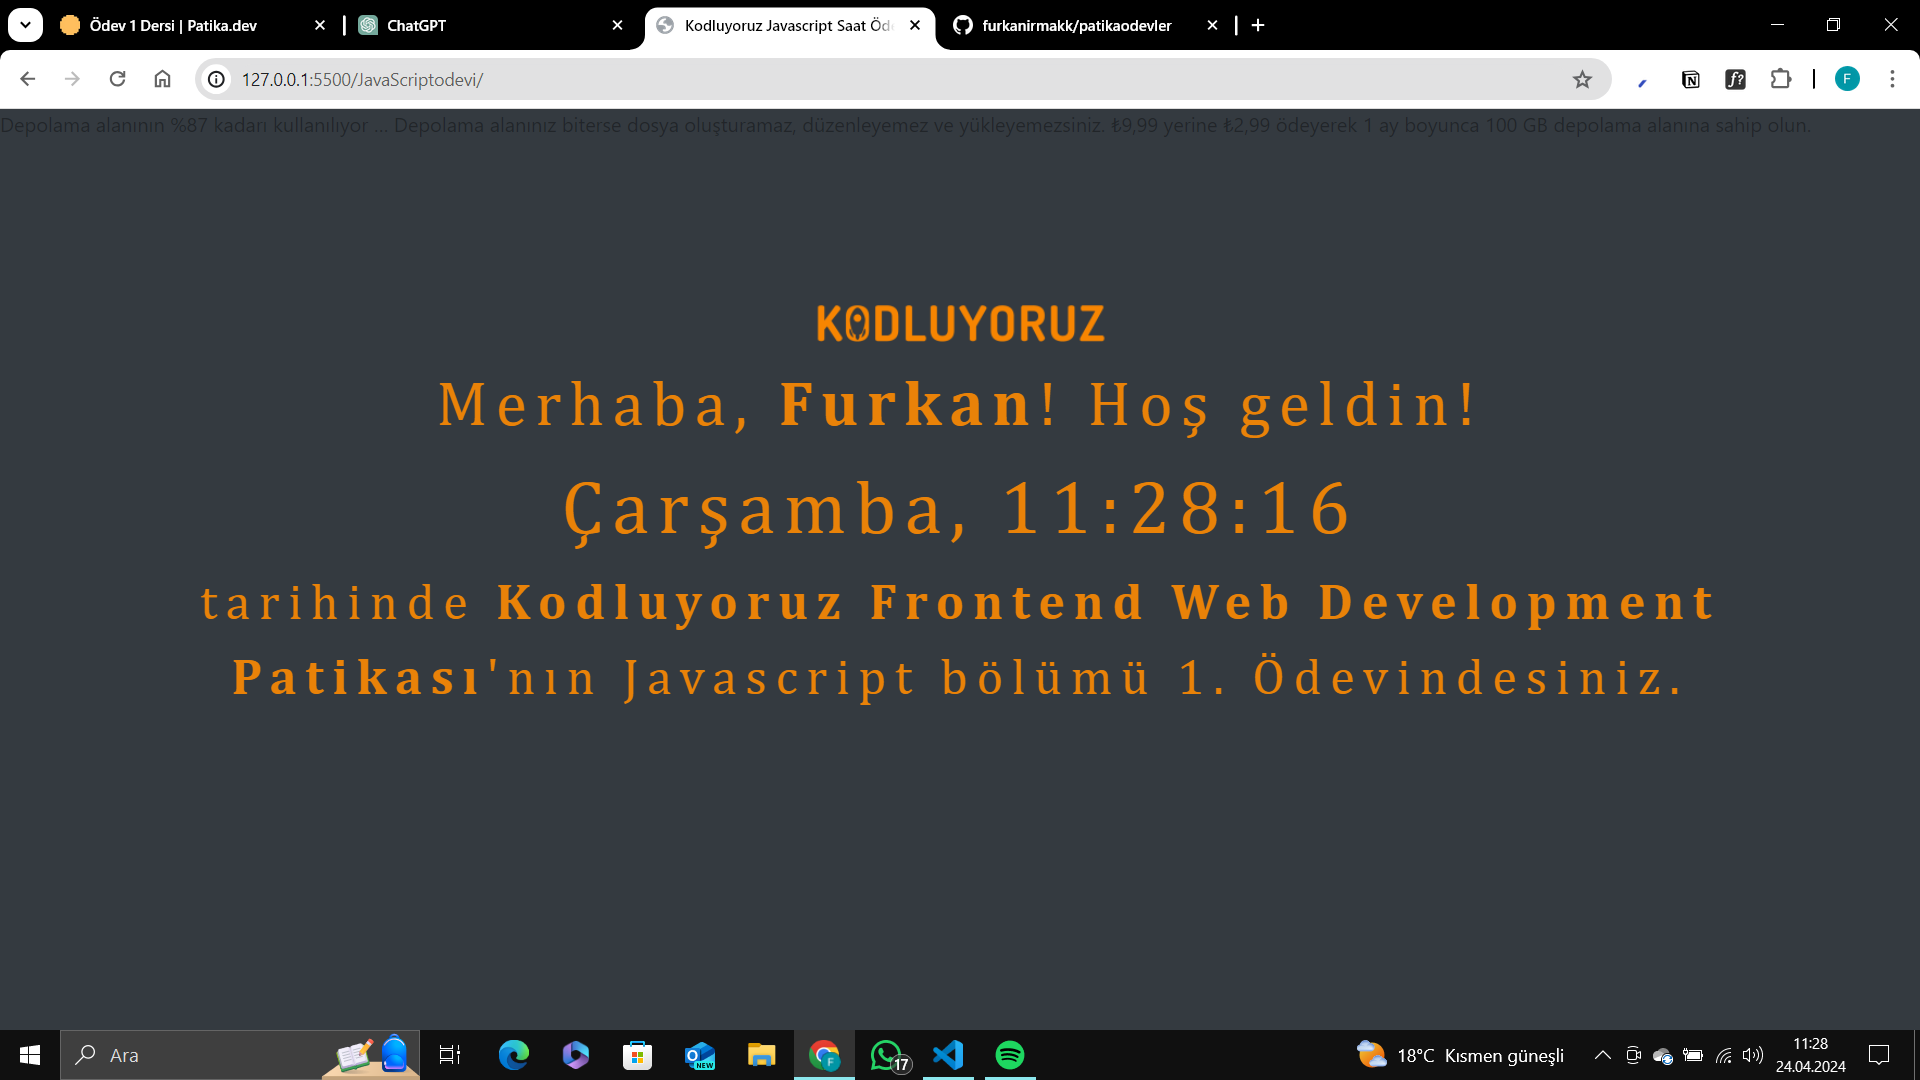 Ödev 1 Dersi | Patika.dev
ChatGPT
Kodluyoruz Javascript Saat Öd
furkanirmakk/patikaodevler
127.0.0.1:5500/JavaScriptodevi/
F
Depolama alanının %87 kadarı kullanılıyor ... Depolama alanınız biterse dosya oluşturamaz, düzenleyemez ve yükleyemezsiniz. ₺9,99 yerine ₺2,99 ödeyerek 1 ay boyunca 100 GB depolama alanına sahip olun.
KODLUYORUZ
Merhaba, Furkan! Hoş geldin!
Çarşamba, 11:28:16
tarihinde Kodluyoruz Frontend Web Development
Patikası'nın Javascript bölümü 1. Ödevindesiniz.
Ara
NEW
F
17
18°C Kısmen güneşli
11:28
24.04.2024